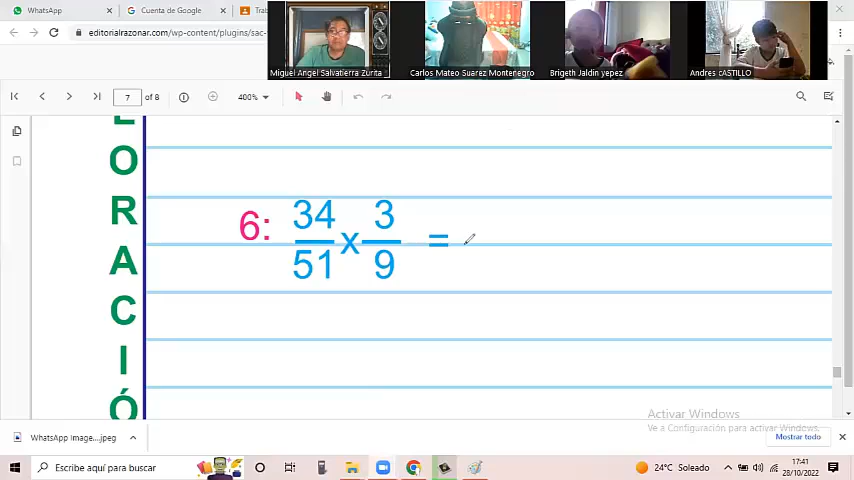 WhatsApp
Cuenta de Google
Trab
editorialrazonar.com/wp-content/plugins/sac-
Miguel Angel Salvatierra Zurita
Carlos Mateo Suarez Montenegro
Brigeth Jaldin yepez
Andres cASTILLO
7 of 8
400%
L
O
R
A
C
I
Ó
6: 34/51 x 3/9 =
Activar Windows
Ve a Configuración para activar Windows.
WhatsApp Image....jpeg
Mostrar todo
Escribe aquí para buscar
24°C Soleado
17:41
28/10/2022